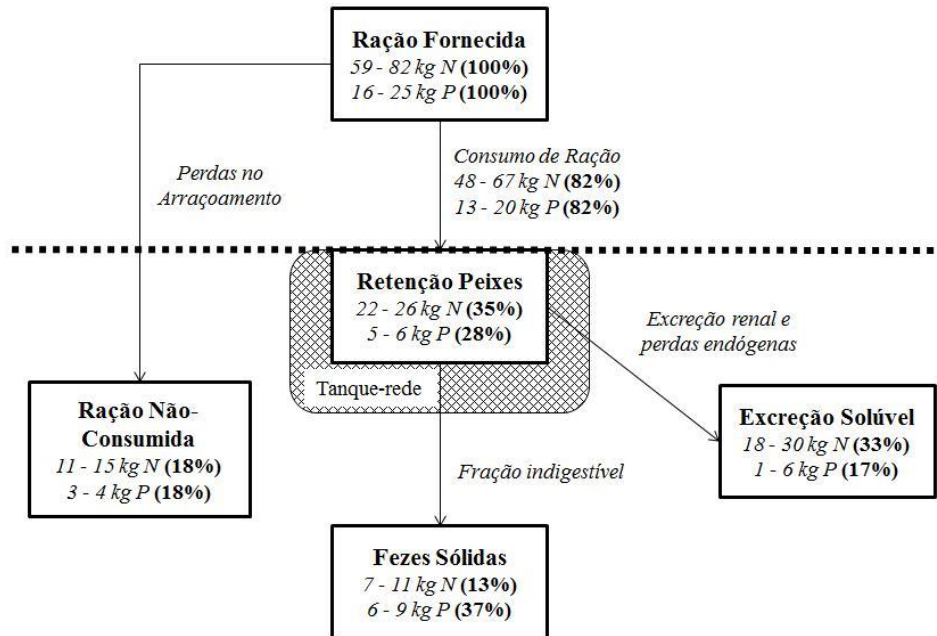 Ração Fornecida
59 - 82 kg N (100%)
16 - 25 kg P (100%)
Perdas no
Arraçoamento
Consumo de Ração
48 - 67 kg N (82%)
13 - 20 kg P (82%)
Retenção Peixes
22 - 26 kg N (35%)
5 - 6 kg P (28%)
Tanque-rede
Excreção renal e
perdas endógenas
Ração Não-
Consumida
11 - 15 kg N (18%)
3 - 4 kg P (18%)
Excreção Solúvel
18 - 30 kg N (33%)
1 - 6 kg P (17%)
Fração indigestível
Fezes Sólidas
7 - 11 kg N (13%)
6 - 9 kg P (37%)